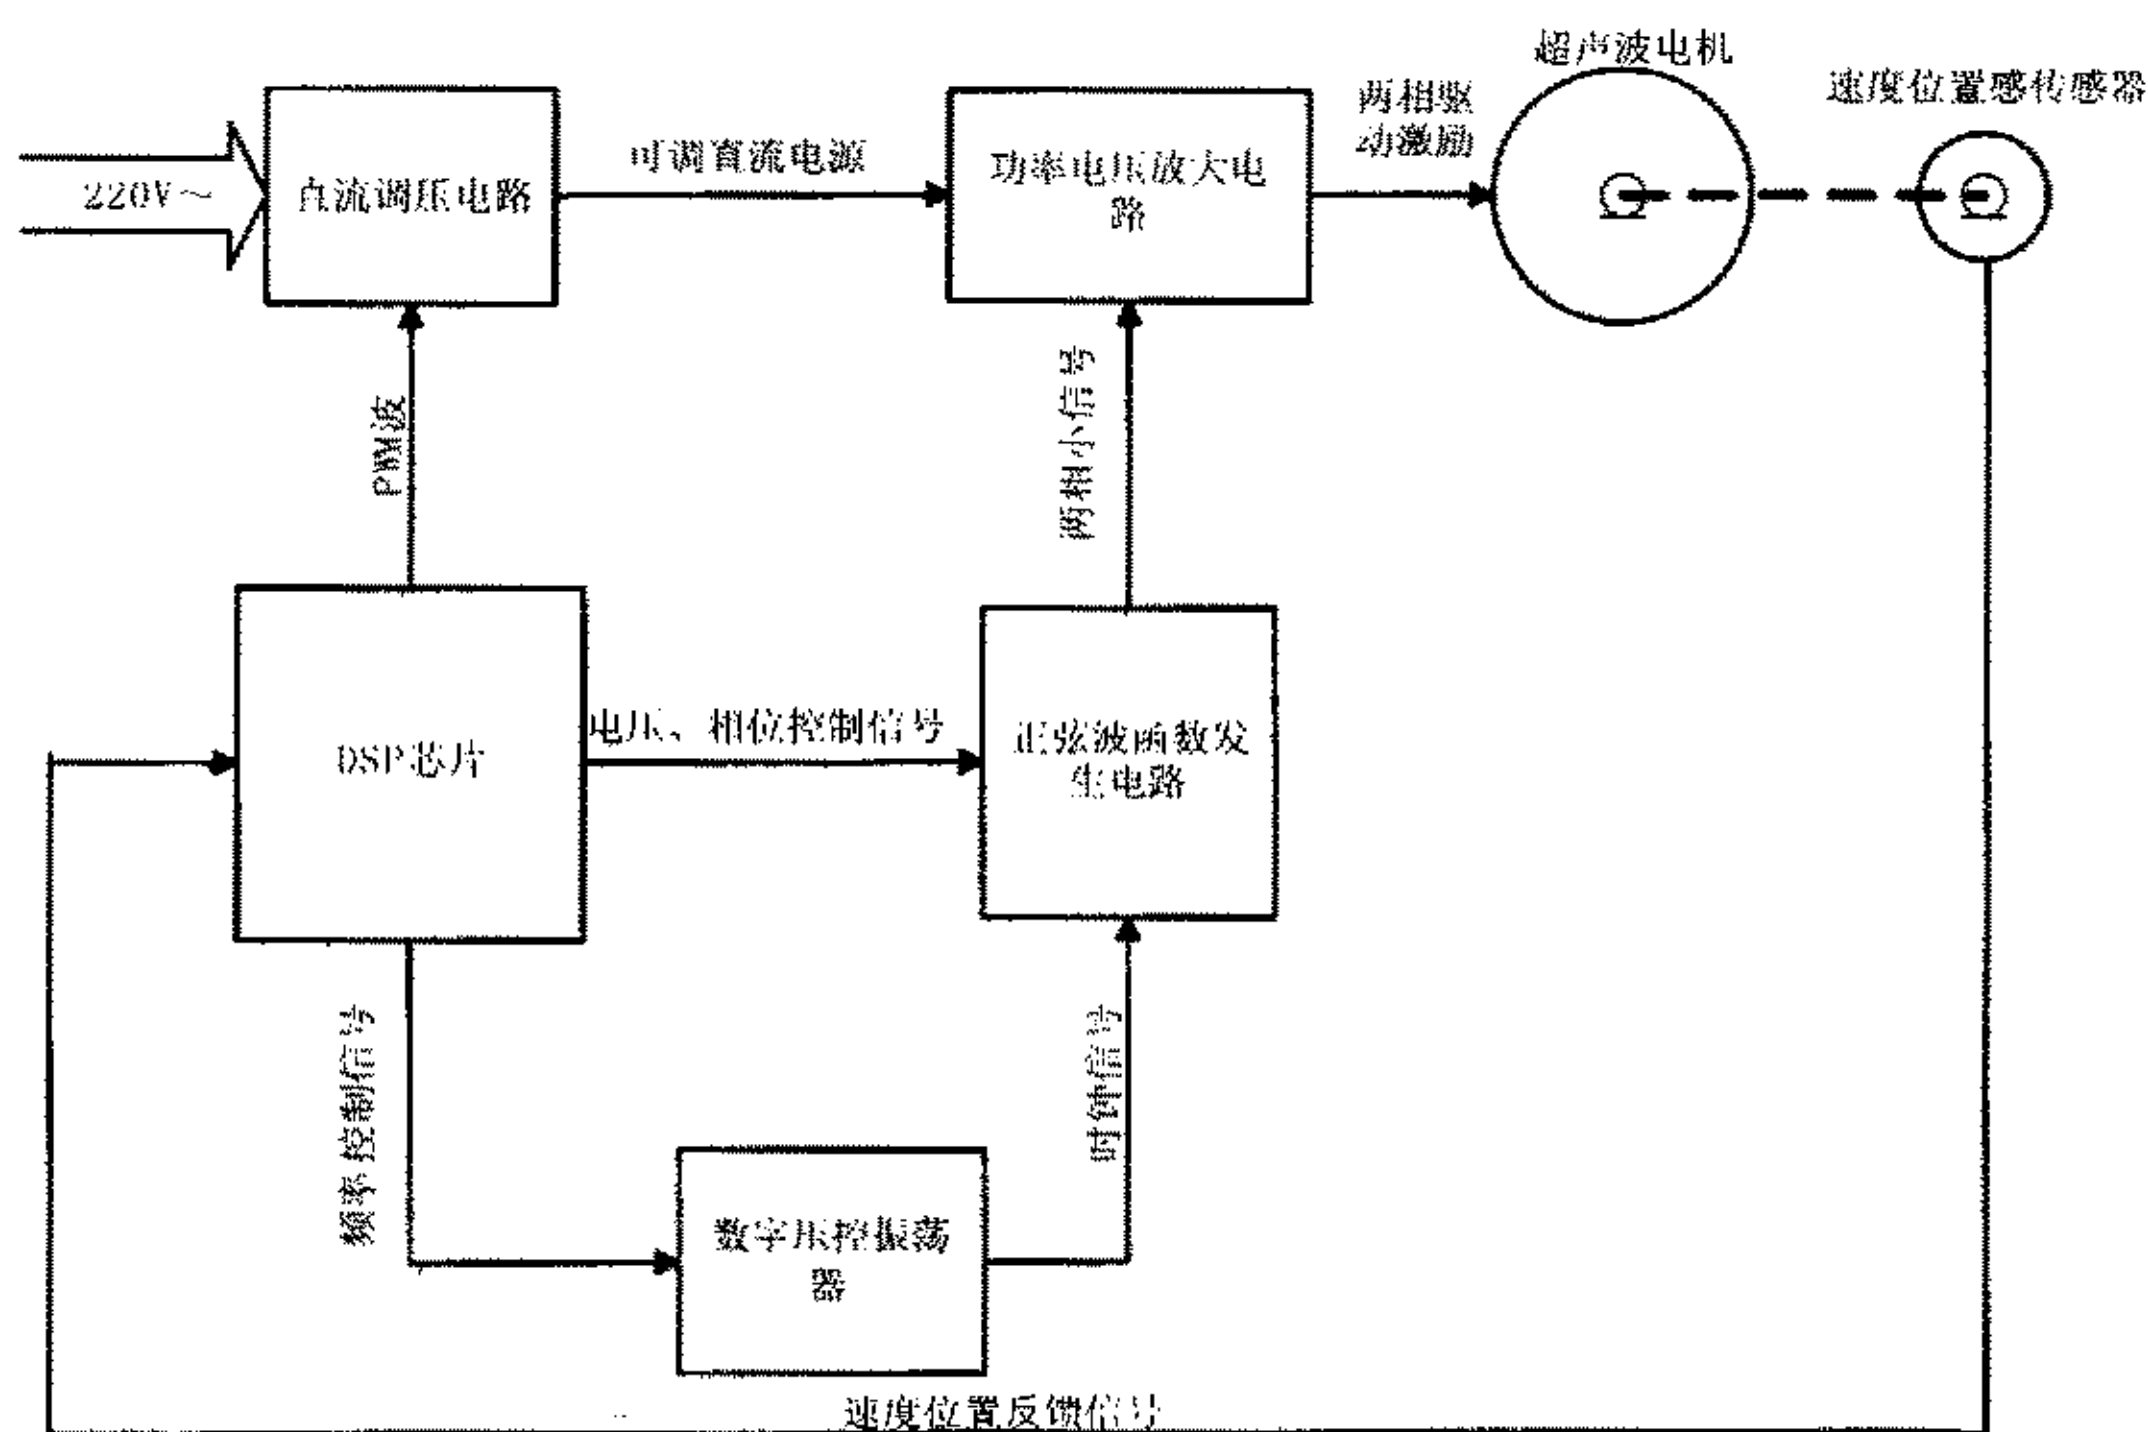 超声波电机
速度位置感传感器
两相驱
动激励
220V～
直流调压电路
可调直流电源
功率电压放大电
路
PWM波
两相小信号
DSP芯片
电压、相位控制信号
正弦波函数发
生电路
频率控制信号
时钟信号
数字压控振荡
器
速度位置反馈信号